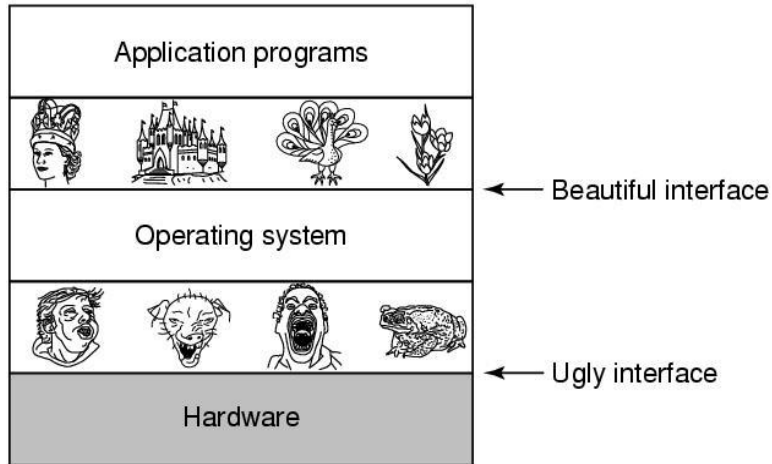 Application programs
Beautiful interface
Operating system
Ugly interface
Hardware